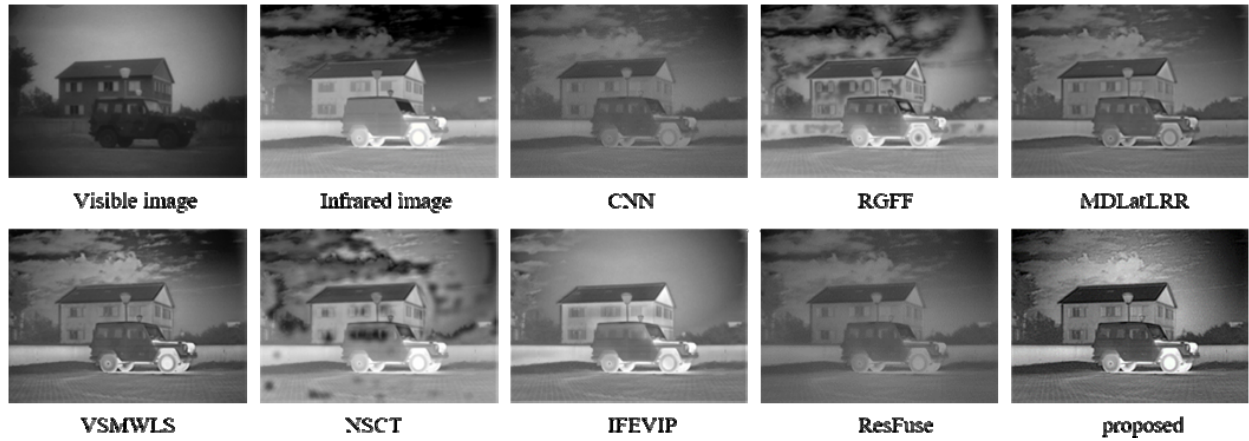 Visible image
Infrared image
CNN
RGFF
MDLatLRR
VSMWLS
NSCT
IFEVIP
ResFuse
proposed